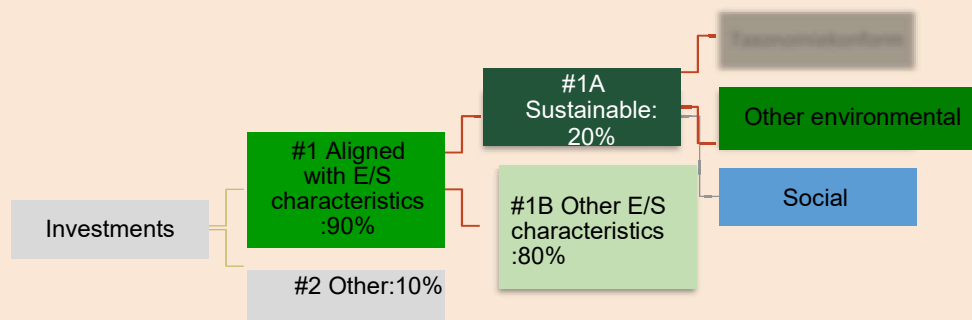 #1A
Sustainable:
20%
Other environmental
#1 Aligned
with E/S
characteristics
:90%
#1B Other E/S
characteristics
:80%
Social
Investments
#2 Other:10%